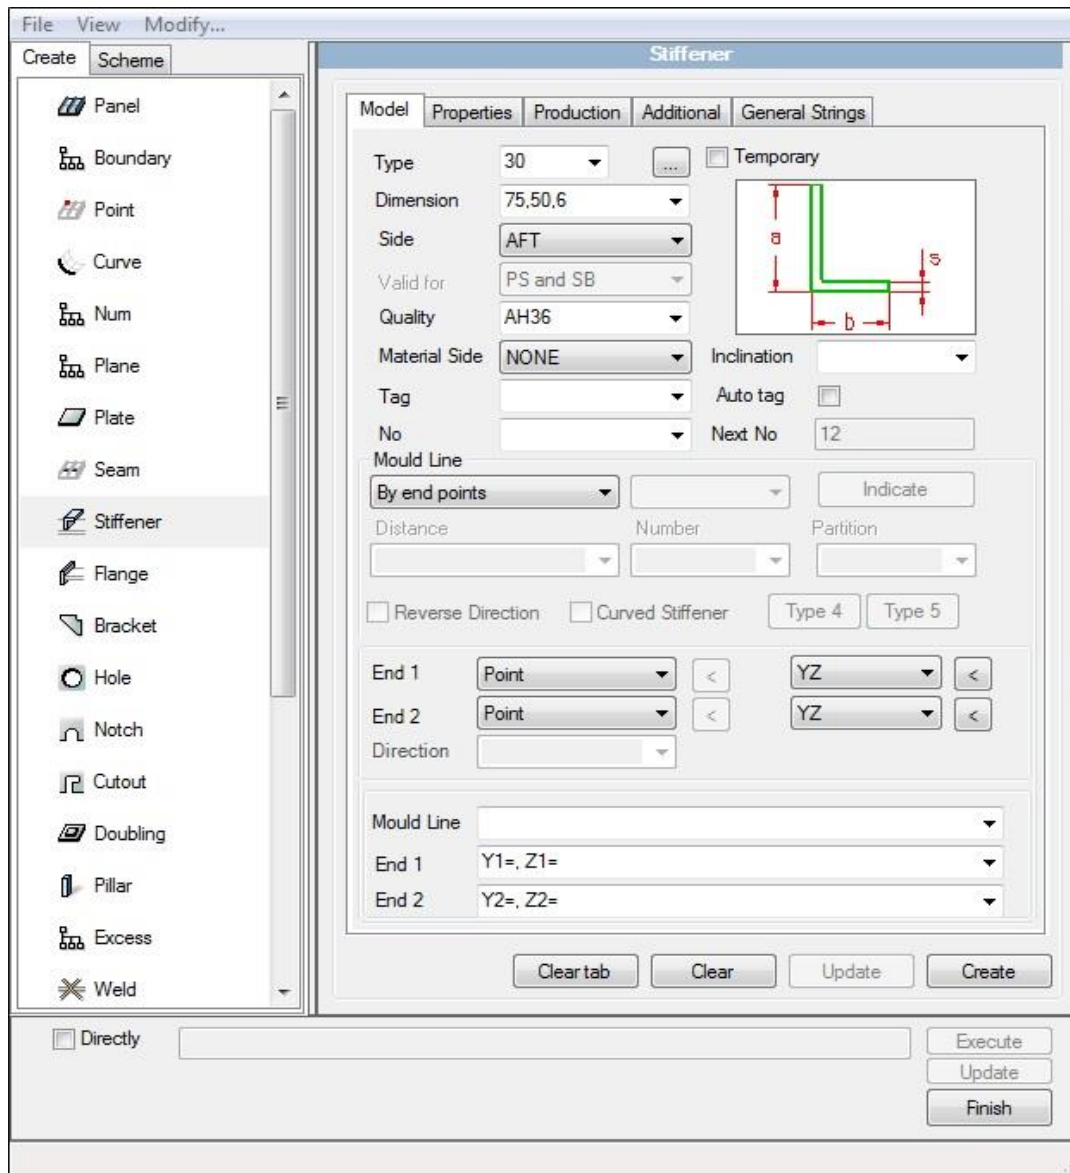 File View Modify...
Create Scheme
Stiffener
Panel
Boundary
Point
Curve
Num
Plane
Plate
Seam
Stiffener
Flange
Bracket
Hole
Notch
Cutout
Doubling
Pillar
Excess
Weld
Model Properties Production Additional General Strings
Type 30 ... Temporary
Dimension 75,50,6
Side AFT
Valid for PS and SB
Quality AH36
a
s
b
Material Side NONE Inclination
Tag Auto tag
No Next No 12
Mould Line
By end points Indicate
Distance Number Partition
Reverse Direction Curved Stiffener Type 4 Type 5
End 1 Point < YZ <
End 2 Point < YZ <
Direction
Mould Line
End 1 Y1=, Z1=
End 2 Y2=, Z2=
Clear tab Clear Update Create
Directly Execute
Update
Finish